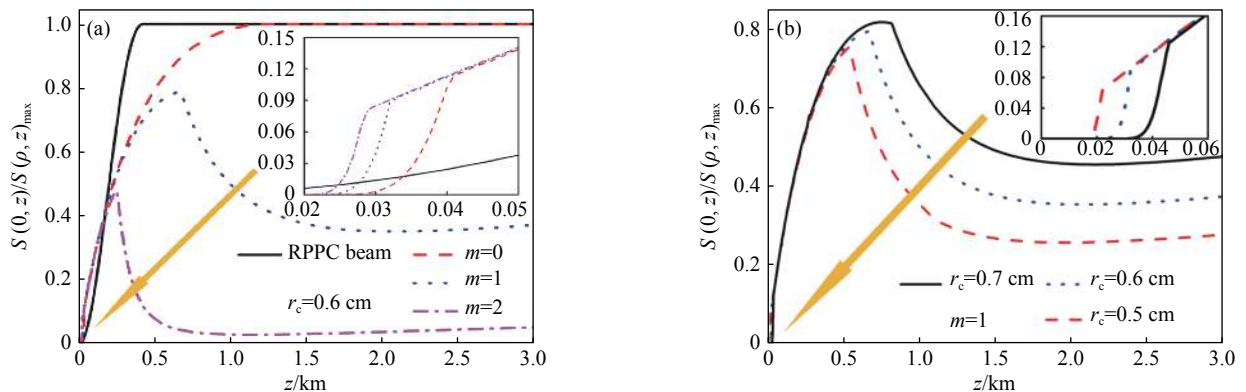 (a)
S (0, z)/S (ρ, z)max
1.0
0.8
0.6
0.4
0.2
0
0.15
0.12
0.09
0.06
0.03
0
0.02 0.03 0.04 0.05
RPPC beam
m=0
m=1
m=2
rc=0.6 cm
0 0.5 1.0 1.5 2.0 2.5 3.0
z/km
(b)
S (0, z)/S (ρ, z)max
0.8
0.6
0.4
0.2
0
0.16
0.12
0.08
0.04
0
0 0.02 0.04 0.06
rc=0.7 cm
rc=0.6 cm
m=1
rc=0.5 cm
0 0.5 1.0 1.5 2.0 2.5 3.0
z/km